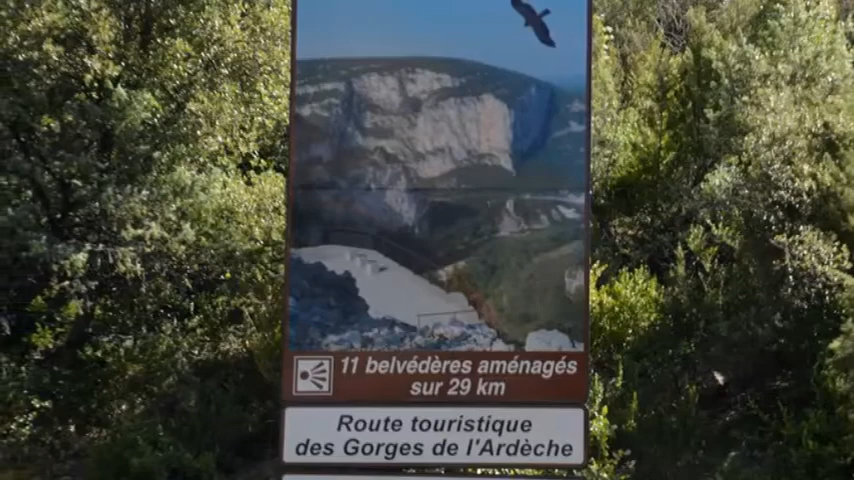 11 belvédères aménagés
sur 29 km
Route touristique
des Gorges de l'Ardèche